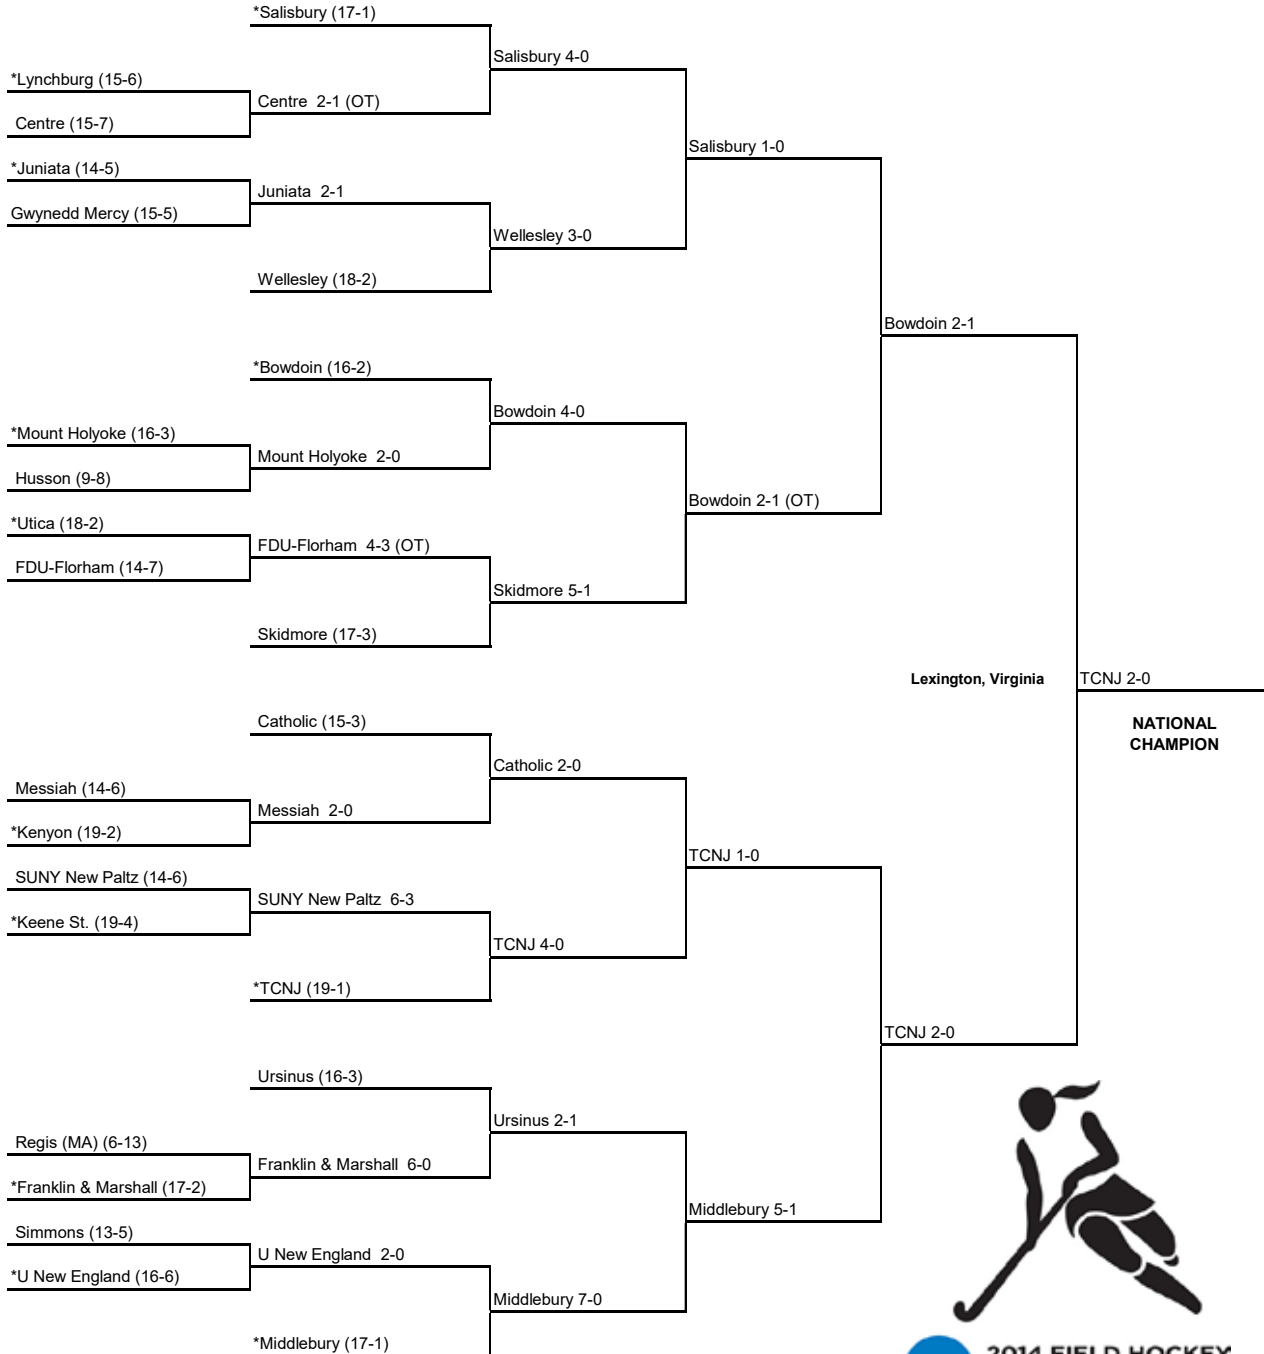 *Salisbury (17-1)
Salisbury 4-0
*Lynchburg (15-6)
Centre 2-1 (OT)
Centre (15-7)
Salisbury 1-0
*Juniata (14-5)
Juniata 2-1
Gwynedd Mercy (15-5)
Wellesley 3-0
Wellesley (18-2)
Bowdoin 2-1
*Bowdoin (16-2)
Bowdoin 4-0
*Mount Holyoke (16-3)
Mount Holyoke 2-0
Husson (9-8)
Bowdoin 2-1 (OT)
*Utica (18-2)
FDU-Florham 4-3 (OT)
FDU-Florham (14-7)
Skidmore 5-1
Skidmore (17-3)
Lexington, Virginia
TCNJ 2-0
NATIONAL
CHAMPION
Catholic (15-3)
Catholic 2-0
Messiah (14-6)
Messiah 2-0
*Kenyon (19-2)
TCNJ 1-0
SUNY New Paltz (14-6)
SUNY New Paltz 6-3
*Keene St. (19-4)
TCNJ 4-0
*TCNJ (19-1)
TCNJ 2-0
Ursinus (16-3)
Ursinus 2-1
Regis (MA) (6-13)
Franklin & Marshall 6-0
*Franklin & Marshall (17-2)
Middlebury 5-1
Simmons (13-5)
U New England 2-0
*U New England (16-6)
Middlebury 7-0
*Middlebury (17-1)
2014 FIELD HOCKEY